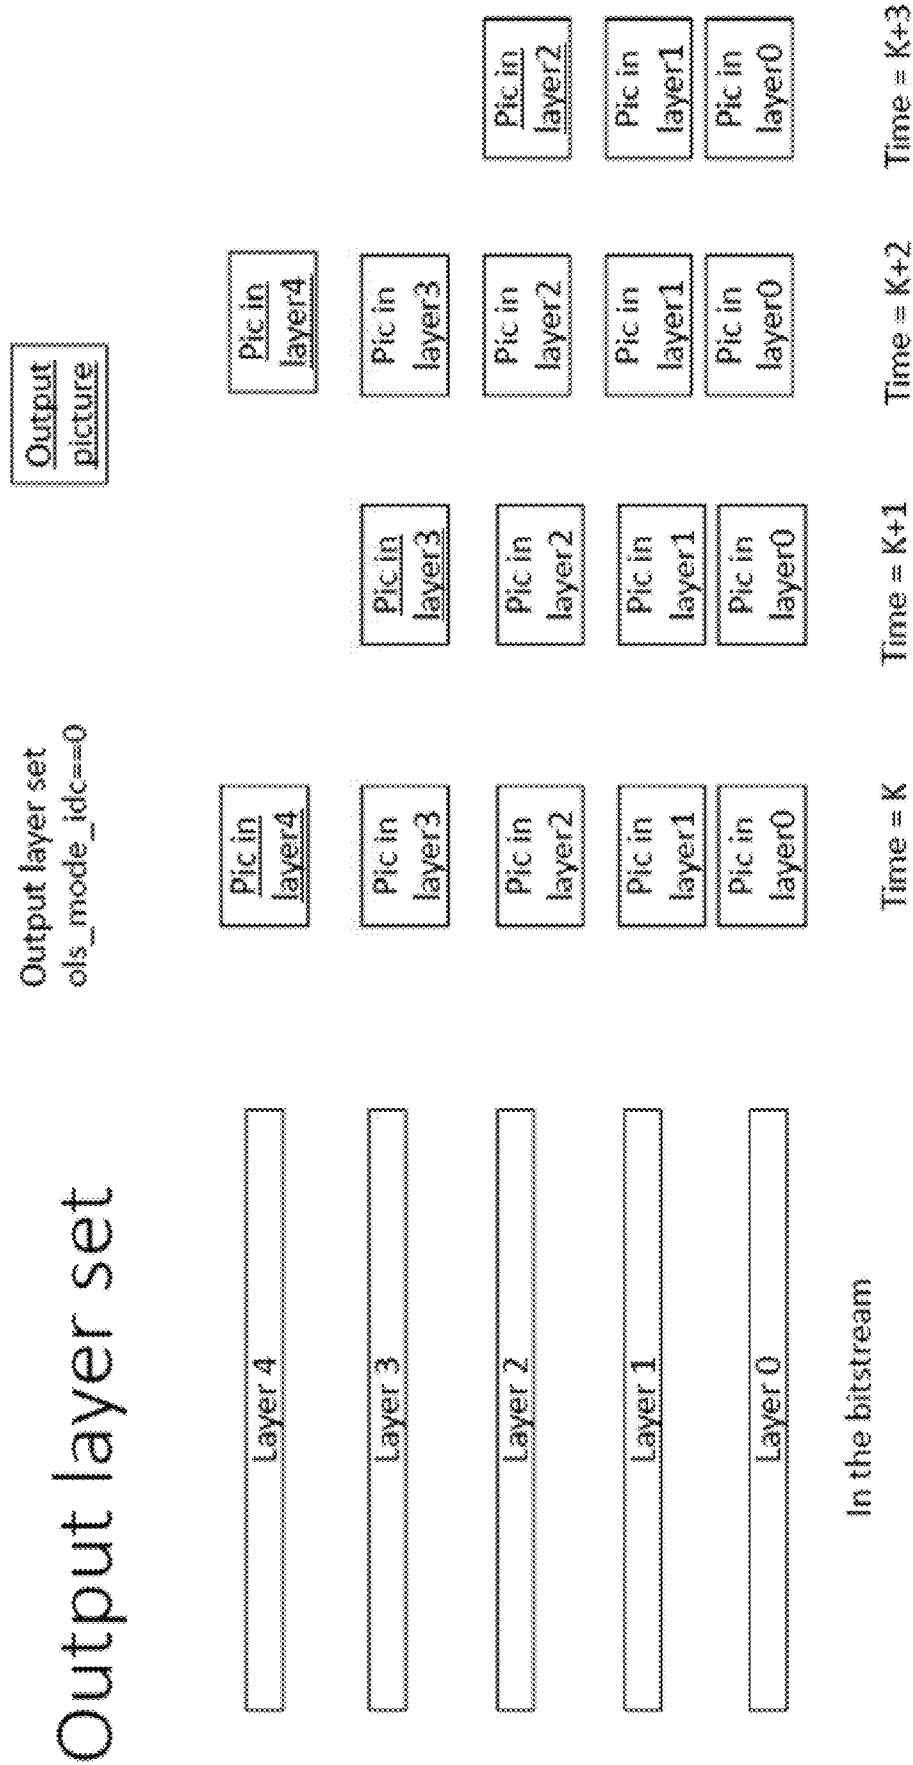 Output layer set
Output layer set
ols_mode_idc==0
Output
picture
Layer 4
Layer 3
Layer 2
Layer 1
Layer 0
In the bitstream
Pic in
layer4
Pic in
layer3
Pic in
layer2
Pic in
layer1
Pic in
layer0
Time = K
Pic in
layer3
Pic in
layer2
Pic in
layer1
Pic in
layer0
Time = K+1
Pic in
layer4
Pic in
layer3
Pic in
layer2
Pic in
layer1
Pic in
layer0
Time = K+2
Pic in
layer2
Pic in
layer1
Pic in
layer0
Time = K+3